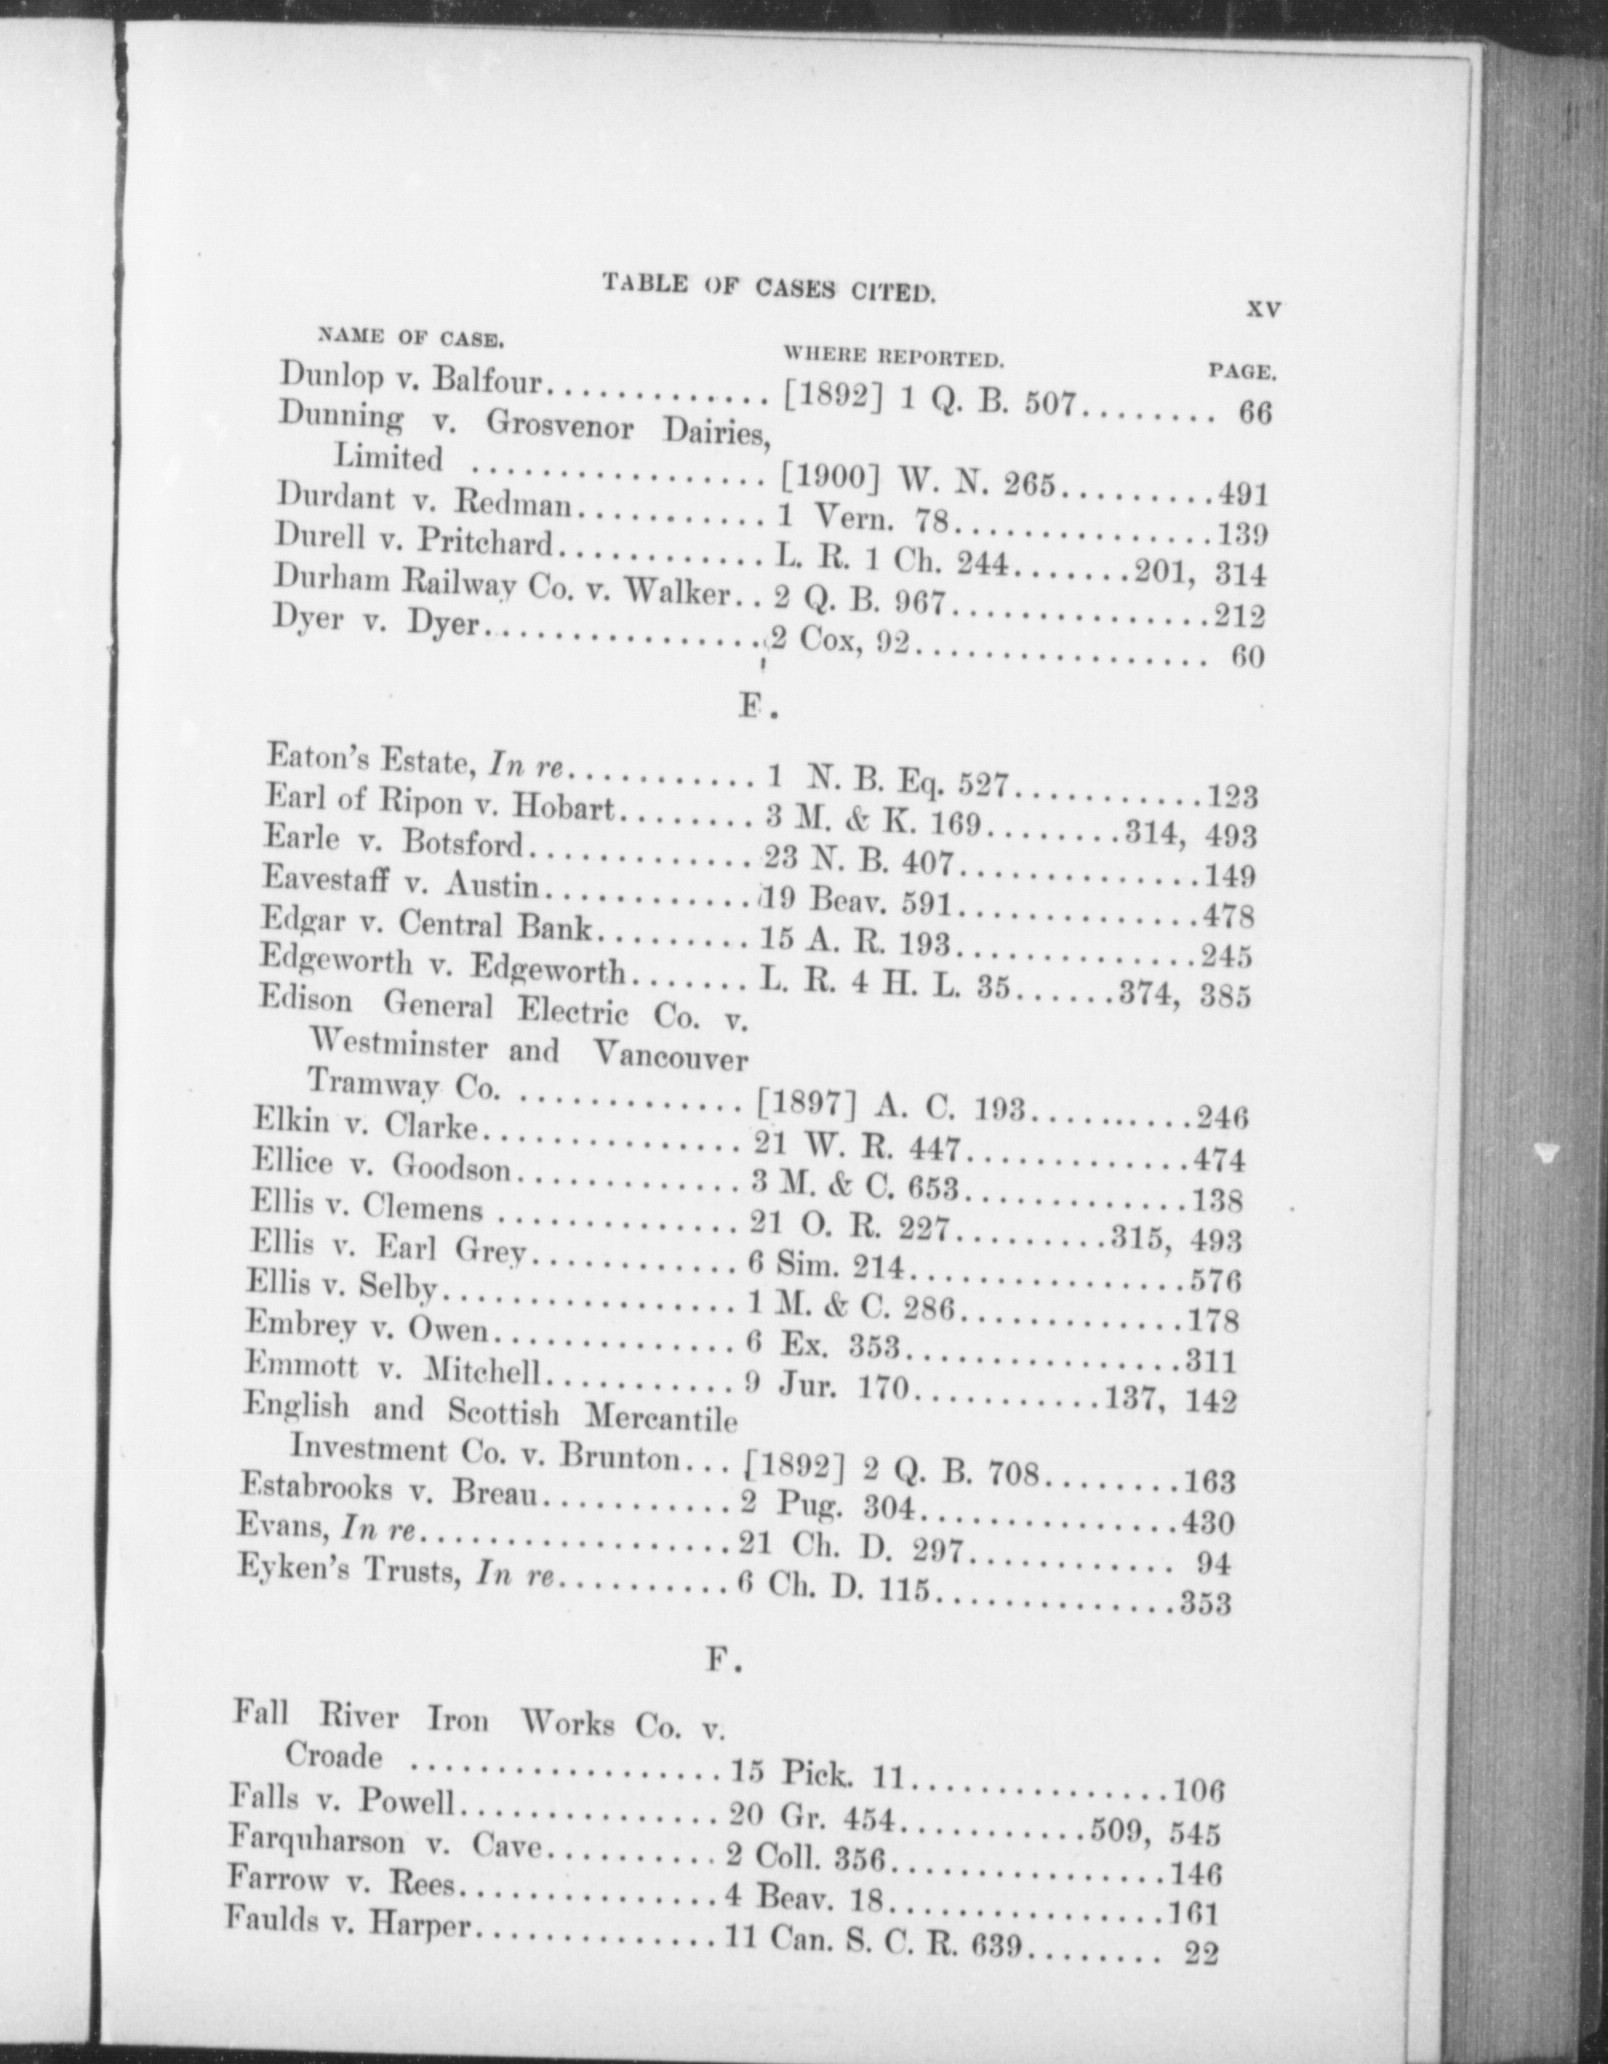 TABLE OF CASES CITED. XV
NAME OF CASE. WHERE REPORTED. PAGE.
Dunlop v. Balfour............. [1892] 1 Q. B. 507........ 66
Dunning v. Grosvenor Dairies,
Limited ................. [1900] W. N. 265.........491
Durdant v. Redman........... 1 Vern. 78...............139
Durell v. Pritchard............ L. R. 1 Ch. 244.......201, 314
Durham Railway Co. v. Walker.. 2 Q. B. 967...............212
Dyer v. Dyer................2 Cox, 92................. 60
E.
Eaton's Estate, In re........... 1 N. B. Eq. 527...........123
Earl of Ripon v. Hobart........ 3 M. & K. 169........314, 493
Earle v. Botsford............. 23 N. B. 407..............149
Eavestaff v. Austin............ 19 Beav. 591..............478
Edgar v. Central Bank......... 15 A. R. 193..............245
Edgeworth v. Edgeworth....... L. R. 4 H. L. 35......374, 385
Edison General Electric Co. v.
Westminster and Vancouver
Tramway Co. ............. [1897] A. C. 193..........246
Elkin v. Clarke............... 21 W. R. 447.............474
Ellice v. Goodson............. 3 M. & C. 653.............138
Ellis v. Clemens .............. 21 O. R. 227.........315, 493
Ellis v. Earl Grey............ 6 Sim. 214................576
Ellis v. Selby................. 1 M. & C. 286.............178
Embrey v. Owen.............. 6 Ex. 353................311
Emmott v. Mitchell........... 9 Jur. 170...........137, 142
English and Scottish Mercantile
Investment Co. v. Brunton... [1892] 2 Q. B. 708........163
Estabrooks v. Breau........... 2 Pug. 304...............430
Evans, In re..................21 Ch. D. 297............ 94
Eyken's Trusts, In re.......... 6 Ch. D. 115..............353
F.
Fall River Iron Works Co. v.
Croade ..................15 Pick. 11...............106
Falls v. Powell............... 20 Gr. 454...........509, 545
Farquharson v. Cave.......... 2 Coll. 356................146
Farrow v. Rees............... 4 Beav. 18................161
Faulds v. Harper.............. 11 Can. S. C. R. 639........ 22